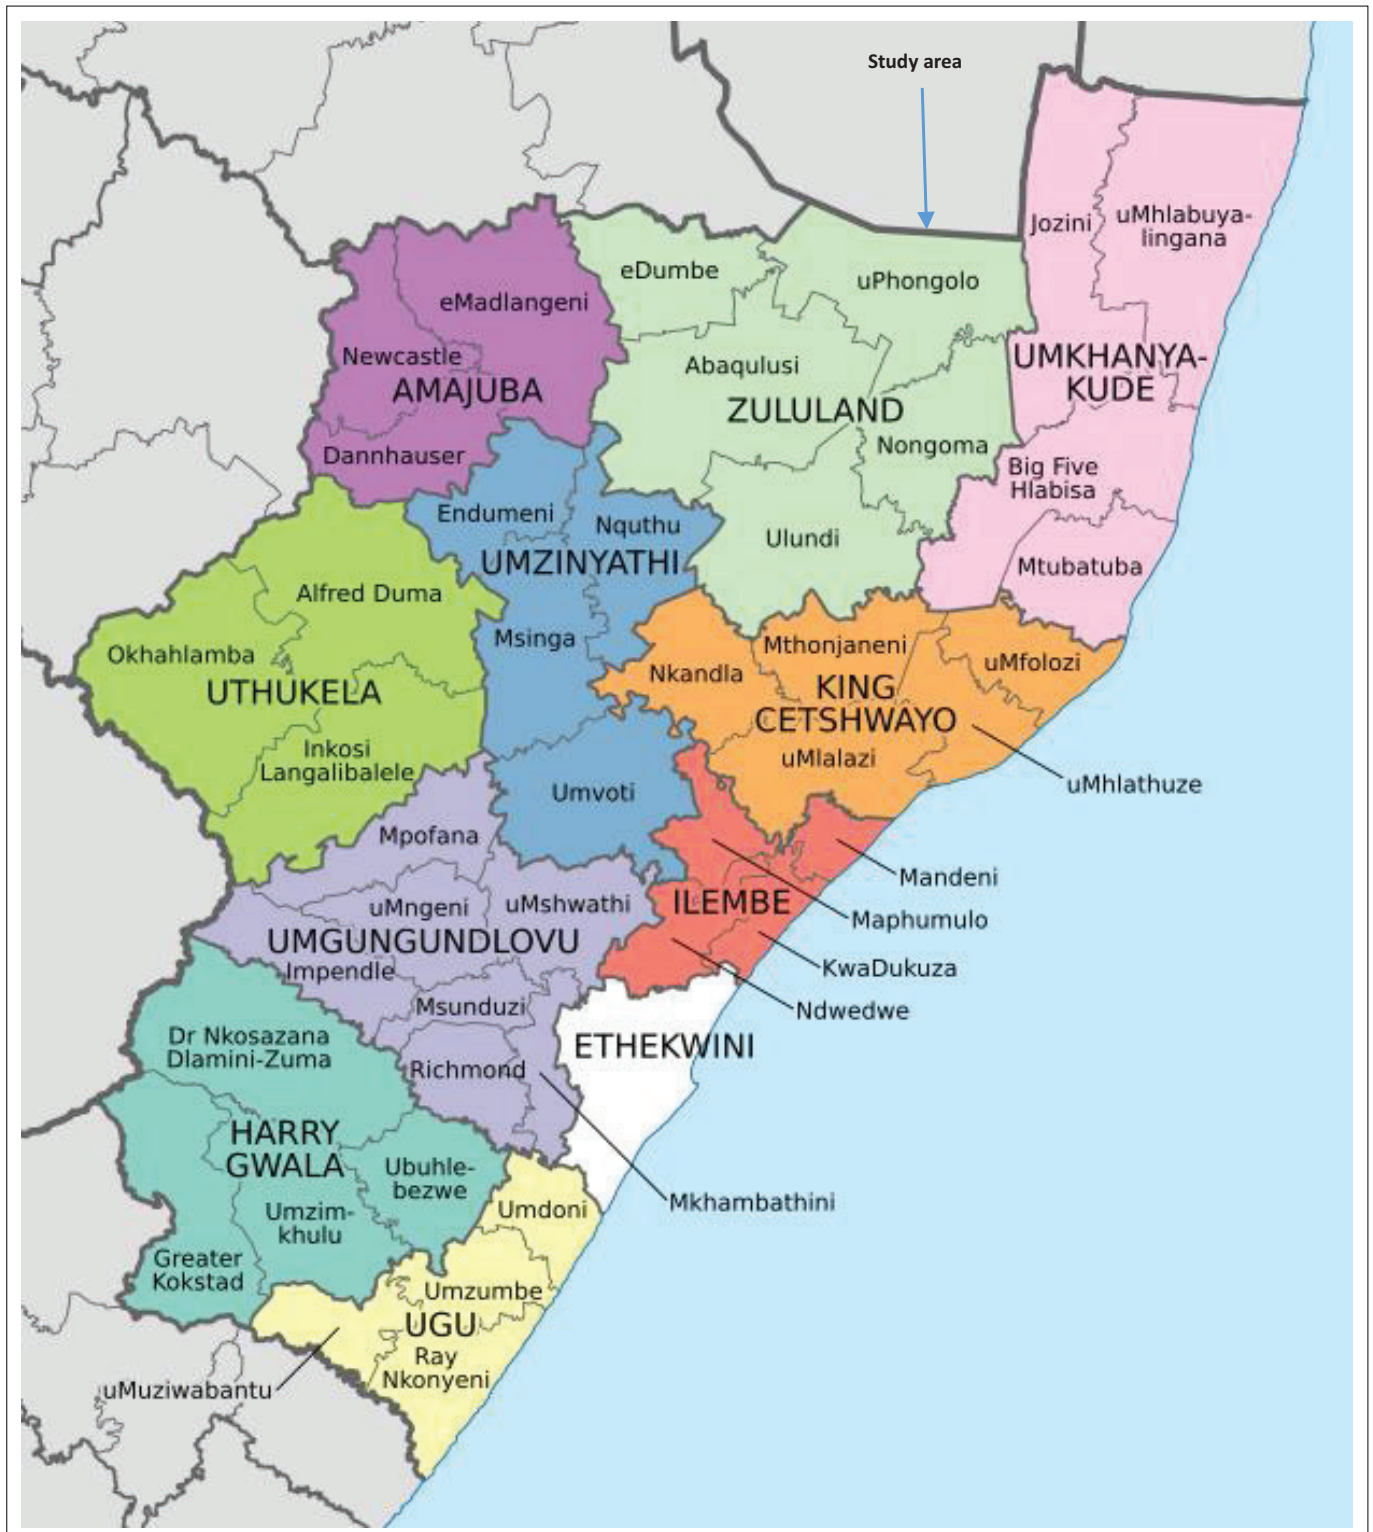 Study area
Jozini
uMhlabuya-
lingana
eDumbe
uPhongolo
eMadlangeni
Newcastle
AMAJUBA
Dannhauser
Abaqulusi
ZULULAND
Nongoma
UMKHANYA-
KUDE
Big Five
Hlabisa
Mtubatuba
Ulundi
Endumeni
Nquthu
UMZINYATHI
Msinga
Umvoti
Alfred Duma
Okhahlamba
UTHUKELA
Inkosi
Langalibalele
Mthonjaneni
Nkandla
uMfolozi
KING
CETSHWAYO
uMlalazi
uMhlathuze
Mpofana
uMngeni
uMshwathi
UMGUNGUNDLOVU
Impendle
Msunduzi
Richmond
Mkhambathini
ILEMBE
Mandeni
Maphumulo
KwaDukuza
Ndwedwe
ETHEKWINI
Dr Nkosazana
Dlamini-Zuma
HARRY
GWALA
Ubuhle-
bezwe
Umzim-
khulu
Greater
Kokstad
Umdoni
Umzumbe
UGU
Ray
Nkonyeni
uMuziwabantu